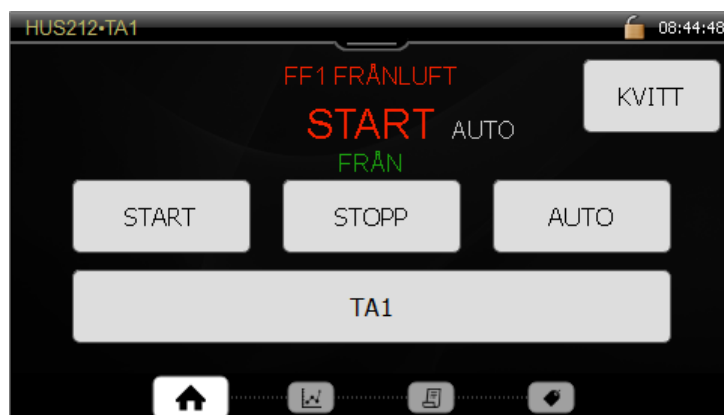 HUS212•TA1 08:44:48
FF1 FRÅNLUFT
KVITT
START AUTO
FRÅN
START STOPP AUTO
TA1